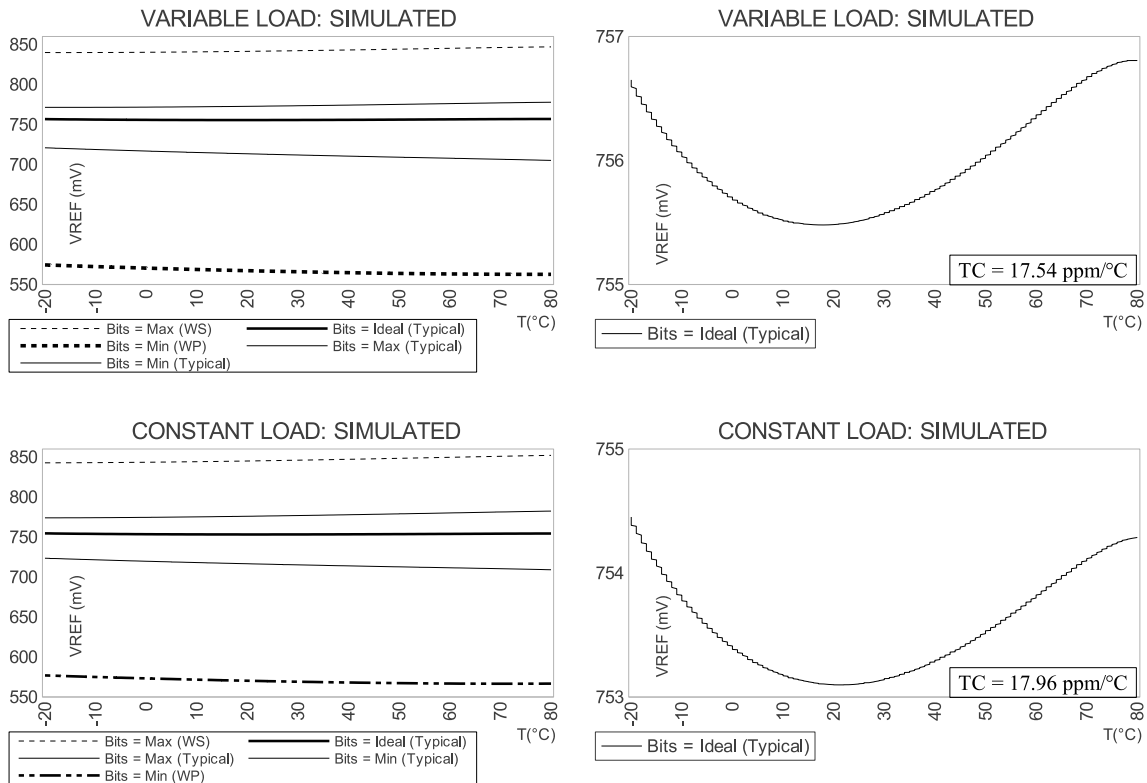 VARIABLE LOAD: SIMULATED
850
800
750
700
650
600
550
VREF (mV)
-20 -10 0 10 20 30 40 50 60 70 80
T(°C)
Bits = Max (WS) Bits = Ideal (Typical)
Bits = Min (WP) Bits = Max (Typical)
Bits = Min (Typical)
VARIABLE LOAD: SIMULATED
757
756
755
VREF (mV)
TC = 17.54 ppm/°C
-20 -10 0 10 20 30 40 50 60 70 80
T(°C)
Bits = Ideal (Typical)
CONSTANT LOAD: SIMULATED
850
800
750
700
650
600
550
VREF (mV)
-20 -10 0 10 20 30 40 50 60 70 80
T(°C)
Bits = Max (WS) Bits = Ideal (Typical)
Bits = Max (Typical) Bits = Min (Typical)
Bits = Min (WP)
CONSTANT LOAD: SIMULATED
755
754
753
VREF (mV)
TC = 17.96 ppm/°C
-20 -10 0 10 20 30 40 50 60 70 80
T(°C)
Bits = Ideal (Typical)